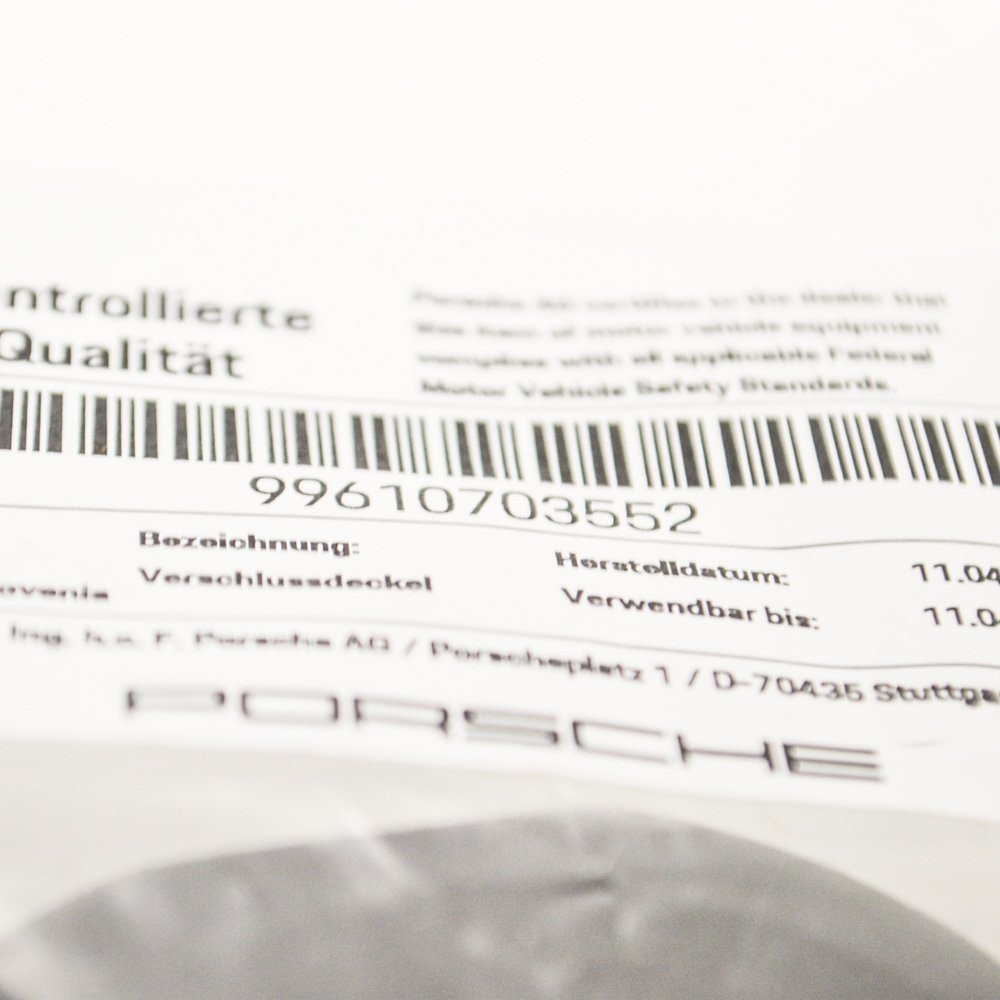 ntrollierte
Qualität
Porsche AG certifies to the dealer that
this item of motor vehicle equipment
complies with all applicable Federal
Motor Vehicle Safety Standards.
99610703552
Bezeichnung:
Verschlussdeckel
Herstelldatum: 11.04
Verwendbar bis: 11.0
ovenia
Ing. h.c. F. Porsche AG / Porscheplatz 1 / D-70435 Stuttga
PORSCHE